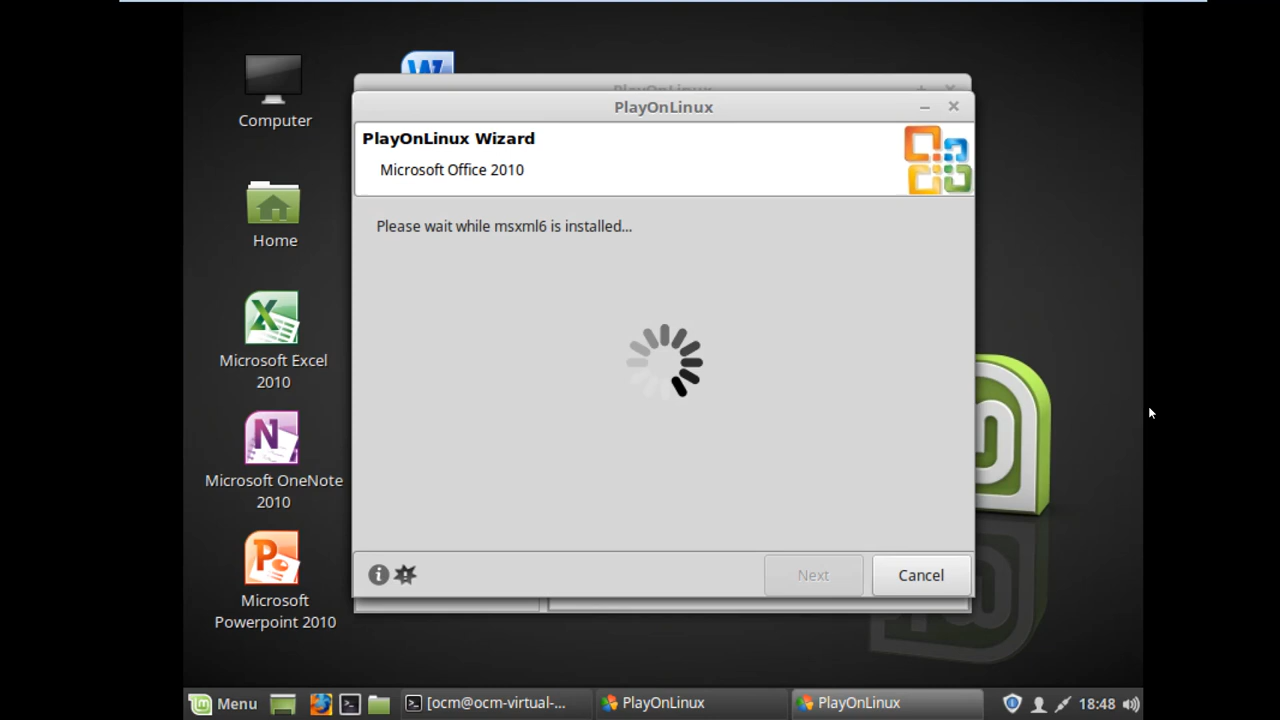 PlayOnLinux
PlayOnLinux
PlayOnLinux Wizard
Microsoft Office 2010
Please wait while msxml6 is installed...
Next
Cancel
Computer
Home
Microsoft Excel
2010
Microsoft OneNote
2010
Microsoft
Powerpoint 2010
Menu
[ocm@ocm-virtual-...
PlayOnLinux
PlayOnLinux
18:48